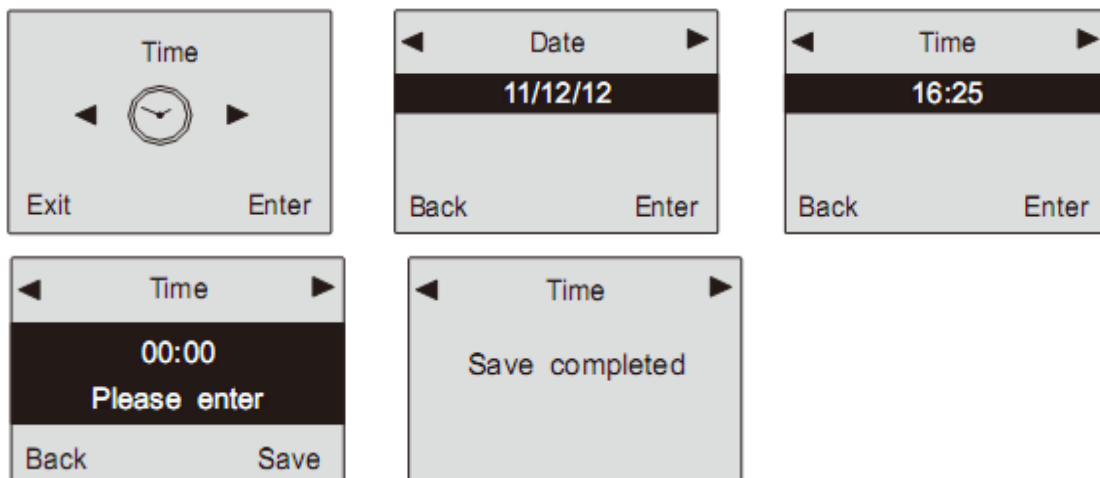 Time
Exit Enter
Date
11/12/12
Back Enter
Time
16:25
Back Enter
Time
00:00
Please enter
Back Save
Time
Save completed